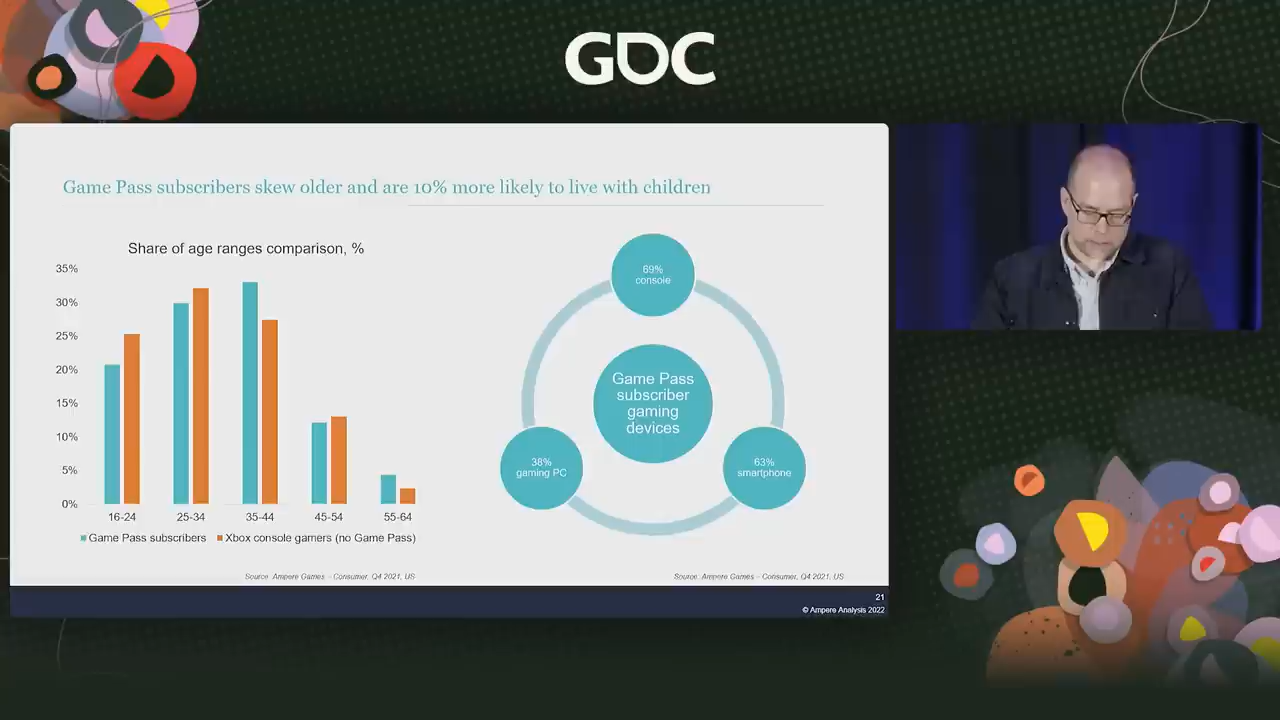 GDC
Game Pass subscribers skew older and are 10% more likely to live with children
Share of age ranges comparison, %
35%
30%
25%
20%
15%
10%
5%
0%
16-24
25-34
35-44
45-54
55-64
Game Pass subscribers
Xbox console gamers (no Game Pass)
Source: Ampere Games – Consumer, Q4 2021, US
69%
console
Game Pass
subscriber
gaming
devices
38%
gaming PC
63%
smartphone
Source: Ampere Games – Consumer, Q4 2021, US
21
© Ampere Analysis 2022